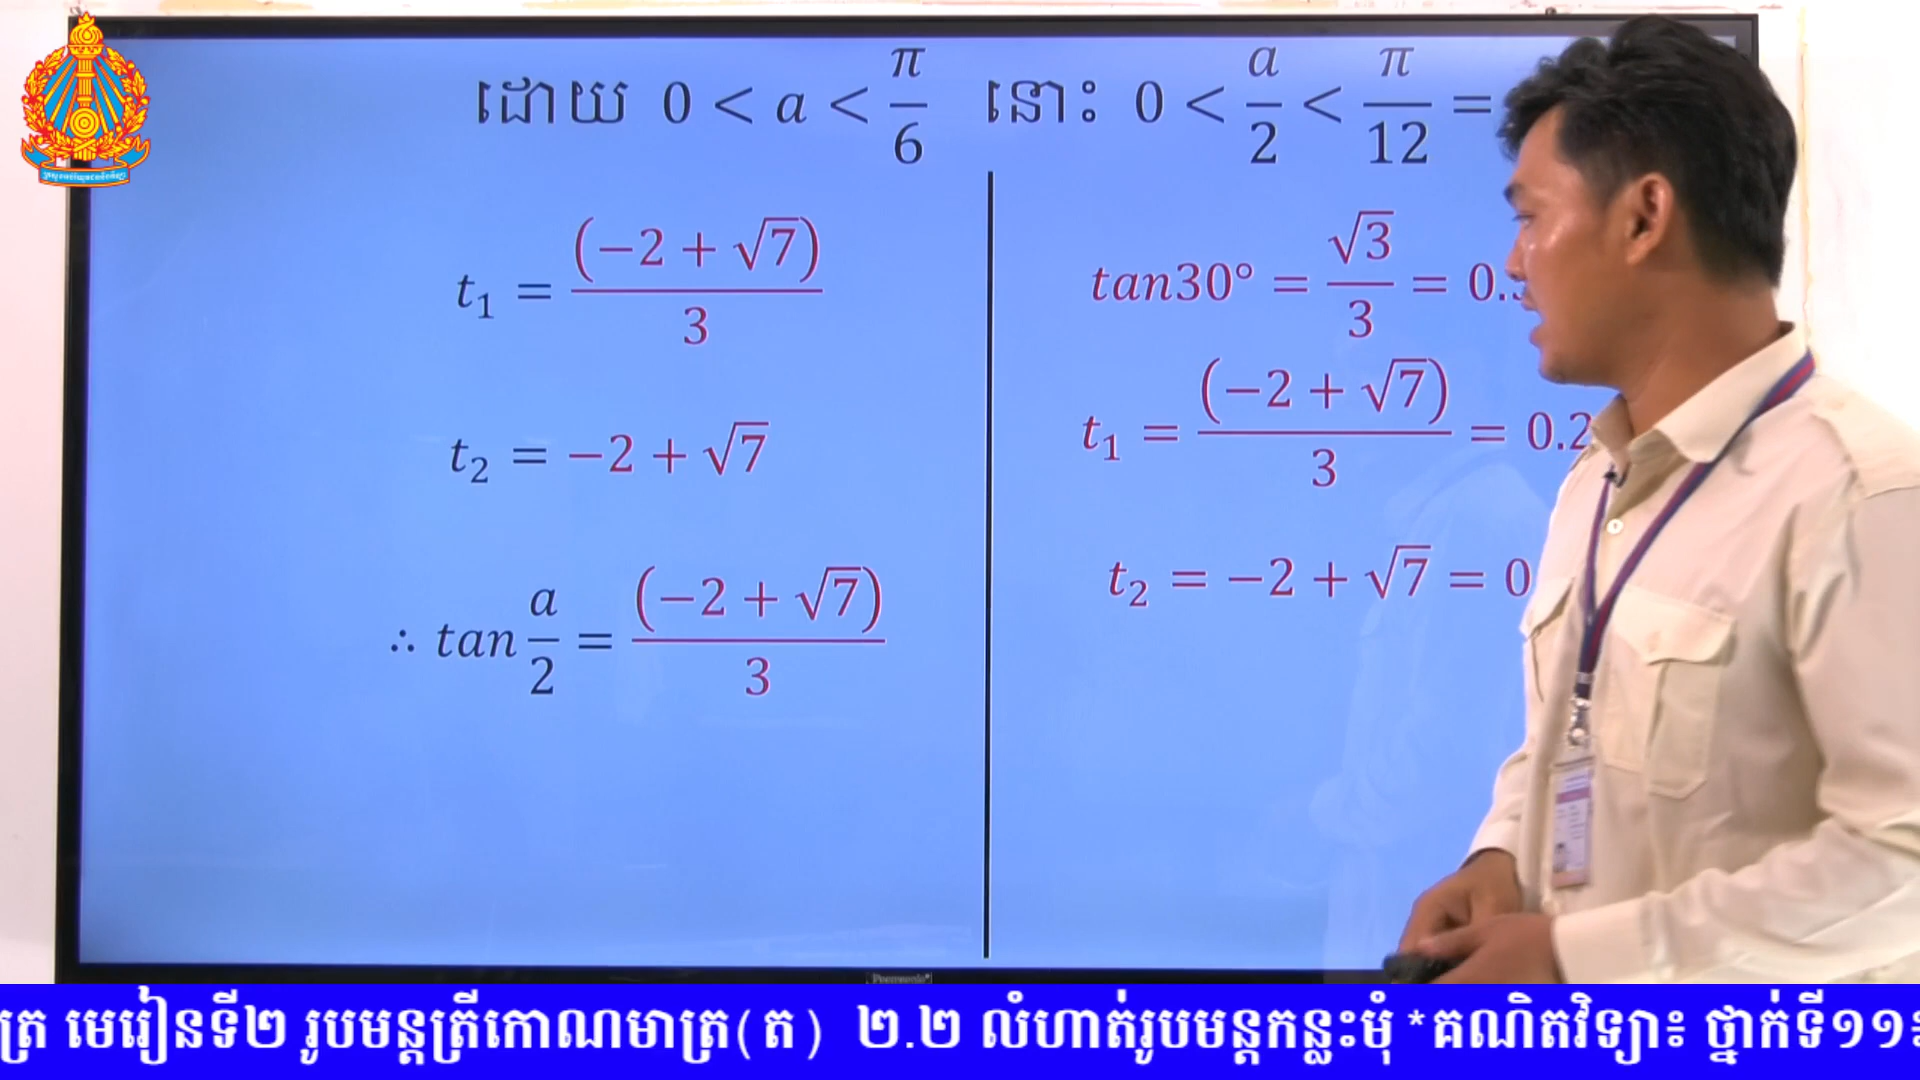 ដោយ 0 < a < π/6 នោះ 0 < a/2 < π/12 =
t₁ = (−2 + √7)/3
t₂ = −2 + √7
∴ tan a/2 = (−2 + √7)/3
tan30° = √3/3 = 0.
t₁ = (−2 + √7)/3 = 0.2
t₂ = −2 + √7 = 0
ត្រ មេរៀនទី២ រូបមន្តត្រីកោណមាត្រ(ត) ២.២ លំហាត់រូបមន្តកន្លះមុំ *គណិតវិទ្យា៖ ថ្នាក់ទី១១៖